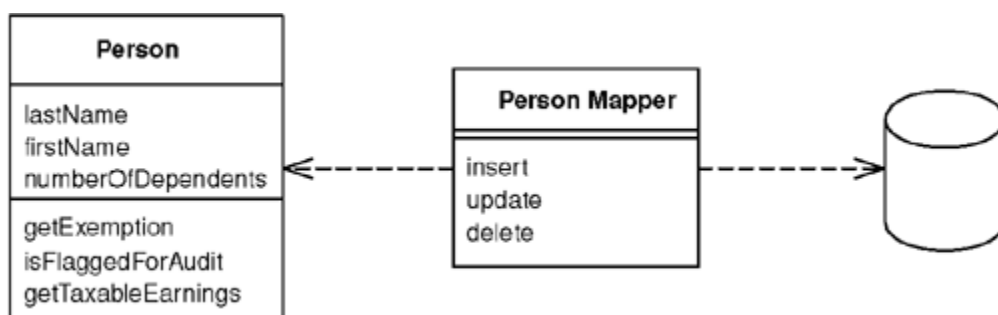 Person
lastName
firstName
numberOfDependents
getExemption
isFlaggedForAudit
getTaxableEarnings
Person Mapper
insert
update
delete